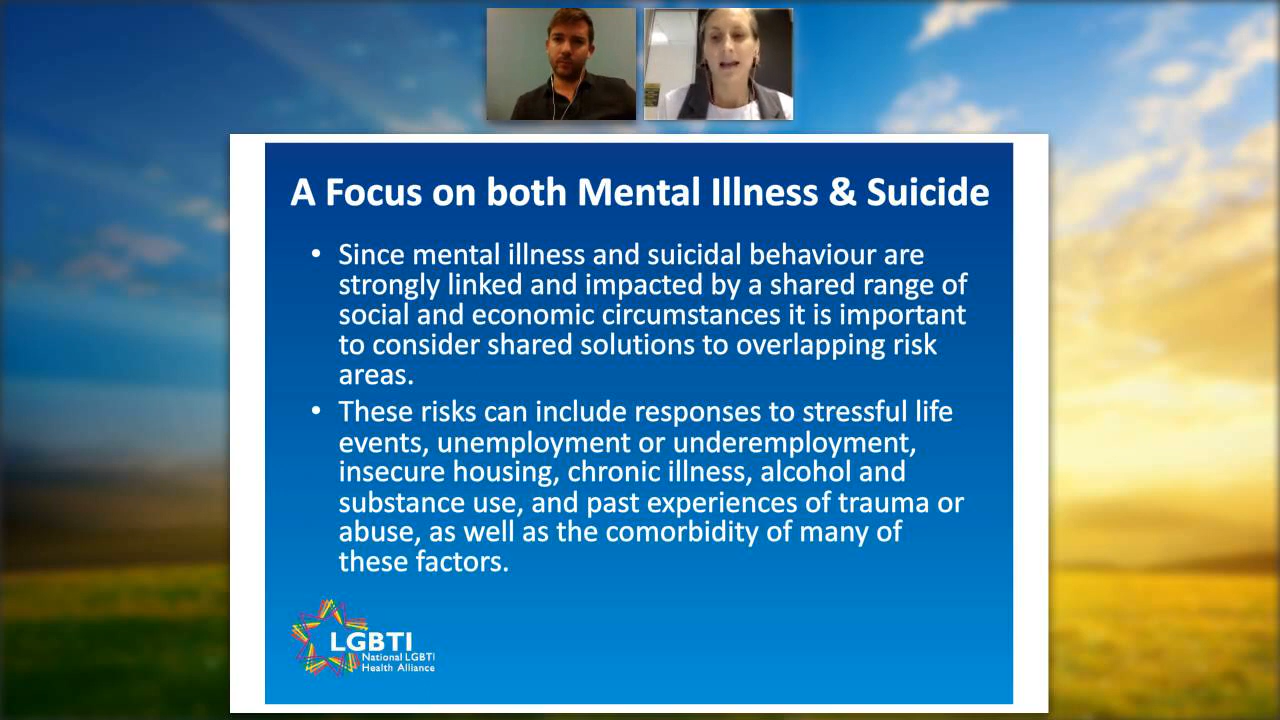 A Focus on both Mental Illness & Suicide
• Since mental illness and suicidal behaviour are
strongly linked and impacted by a shared range of
social and economic circumstances it is important
to consider shared solutions to overlapping risk
areas.
• These risks can include responses to stressful life
events, unemployment or underemployment,
insecure housing, chronic illness, alcohol and
substance use, and past experiences of trauma or
abuse, as well as the comorbidity of many of
these factors.
LGBTI
National LGBTI
Health Alliance